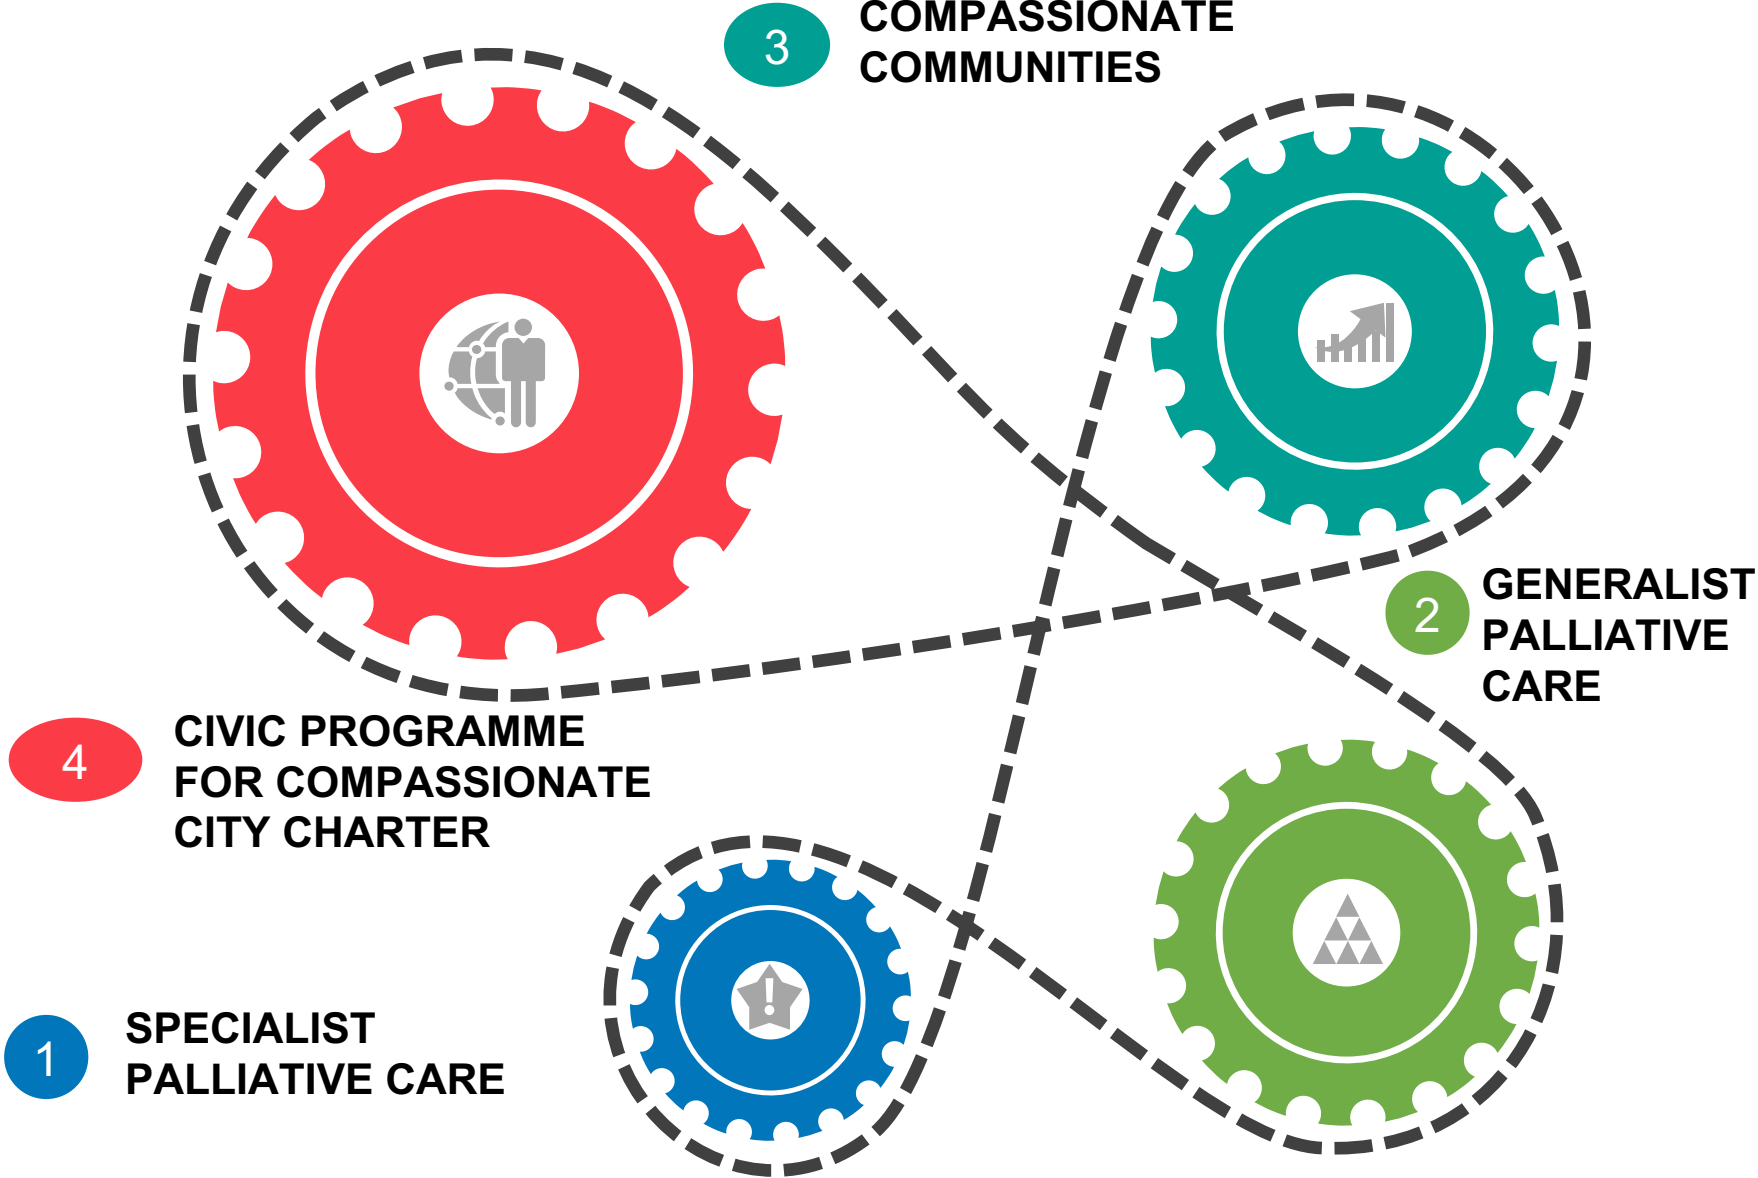 3
COMPASSIONATE
COMMUNITIES
2
GENERALIST
PALLIATIVE
CARE
4
CIVIC PROGRAMME
FOR COMPASSIONATE
CITY CHARTER
1
SPECIALIST
PALLIATIVE CARE
!